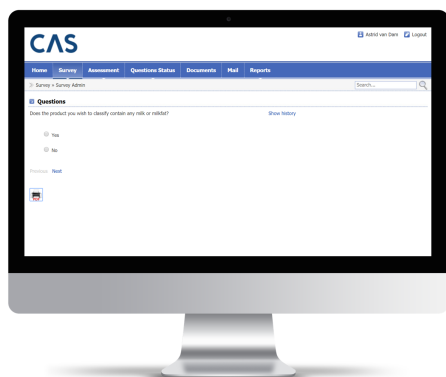 CAS
Astrid van Dam Logout
Home Survey Assessment Questions Status Documents Mail Reports
Survey » Survey Admin
Search...
Questions
Does the product you wish to classify contain any milk or milkfat?
Show history
Yes
No
Previous Next